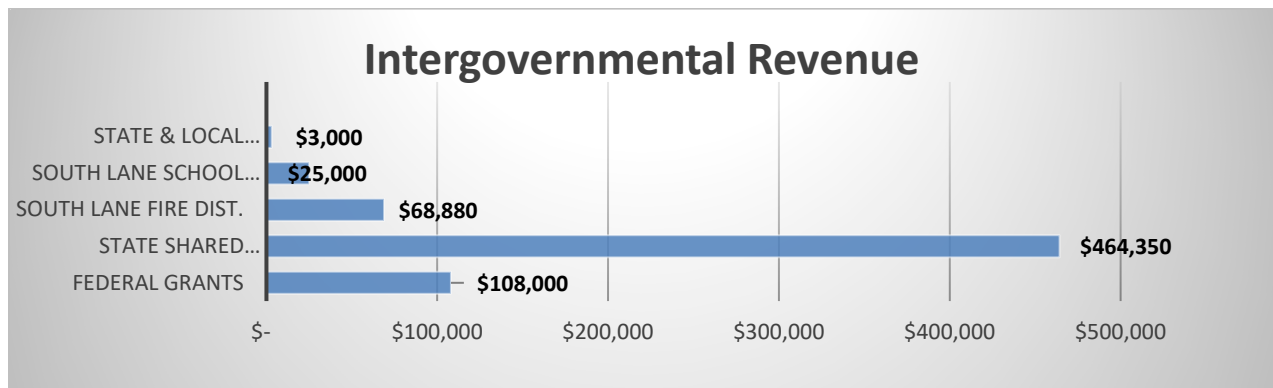 Intergovernmental Revenue
STATE & LOCAL... $3,000
SOUTH LANE SCHOOL... $25,000
SOUTH LANE FIRE DIST. $68,880
STATE SHARED... $464,350
FEDERAL GRANTS $108,000
$- $100,000 $200,000 $300,000 $400,000 $500,000